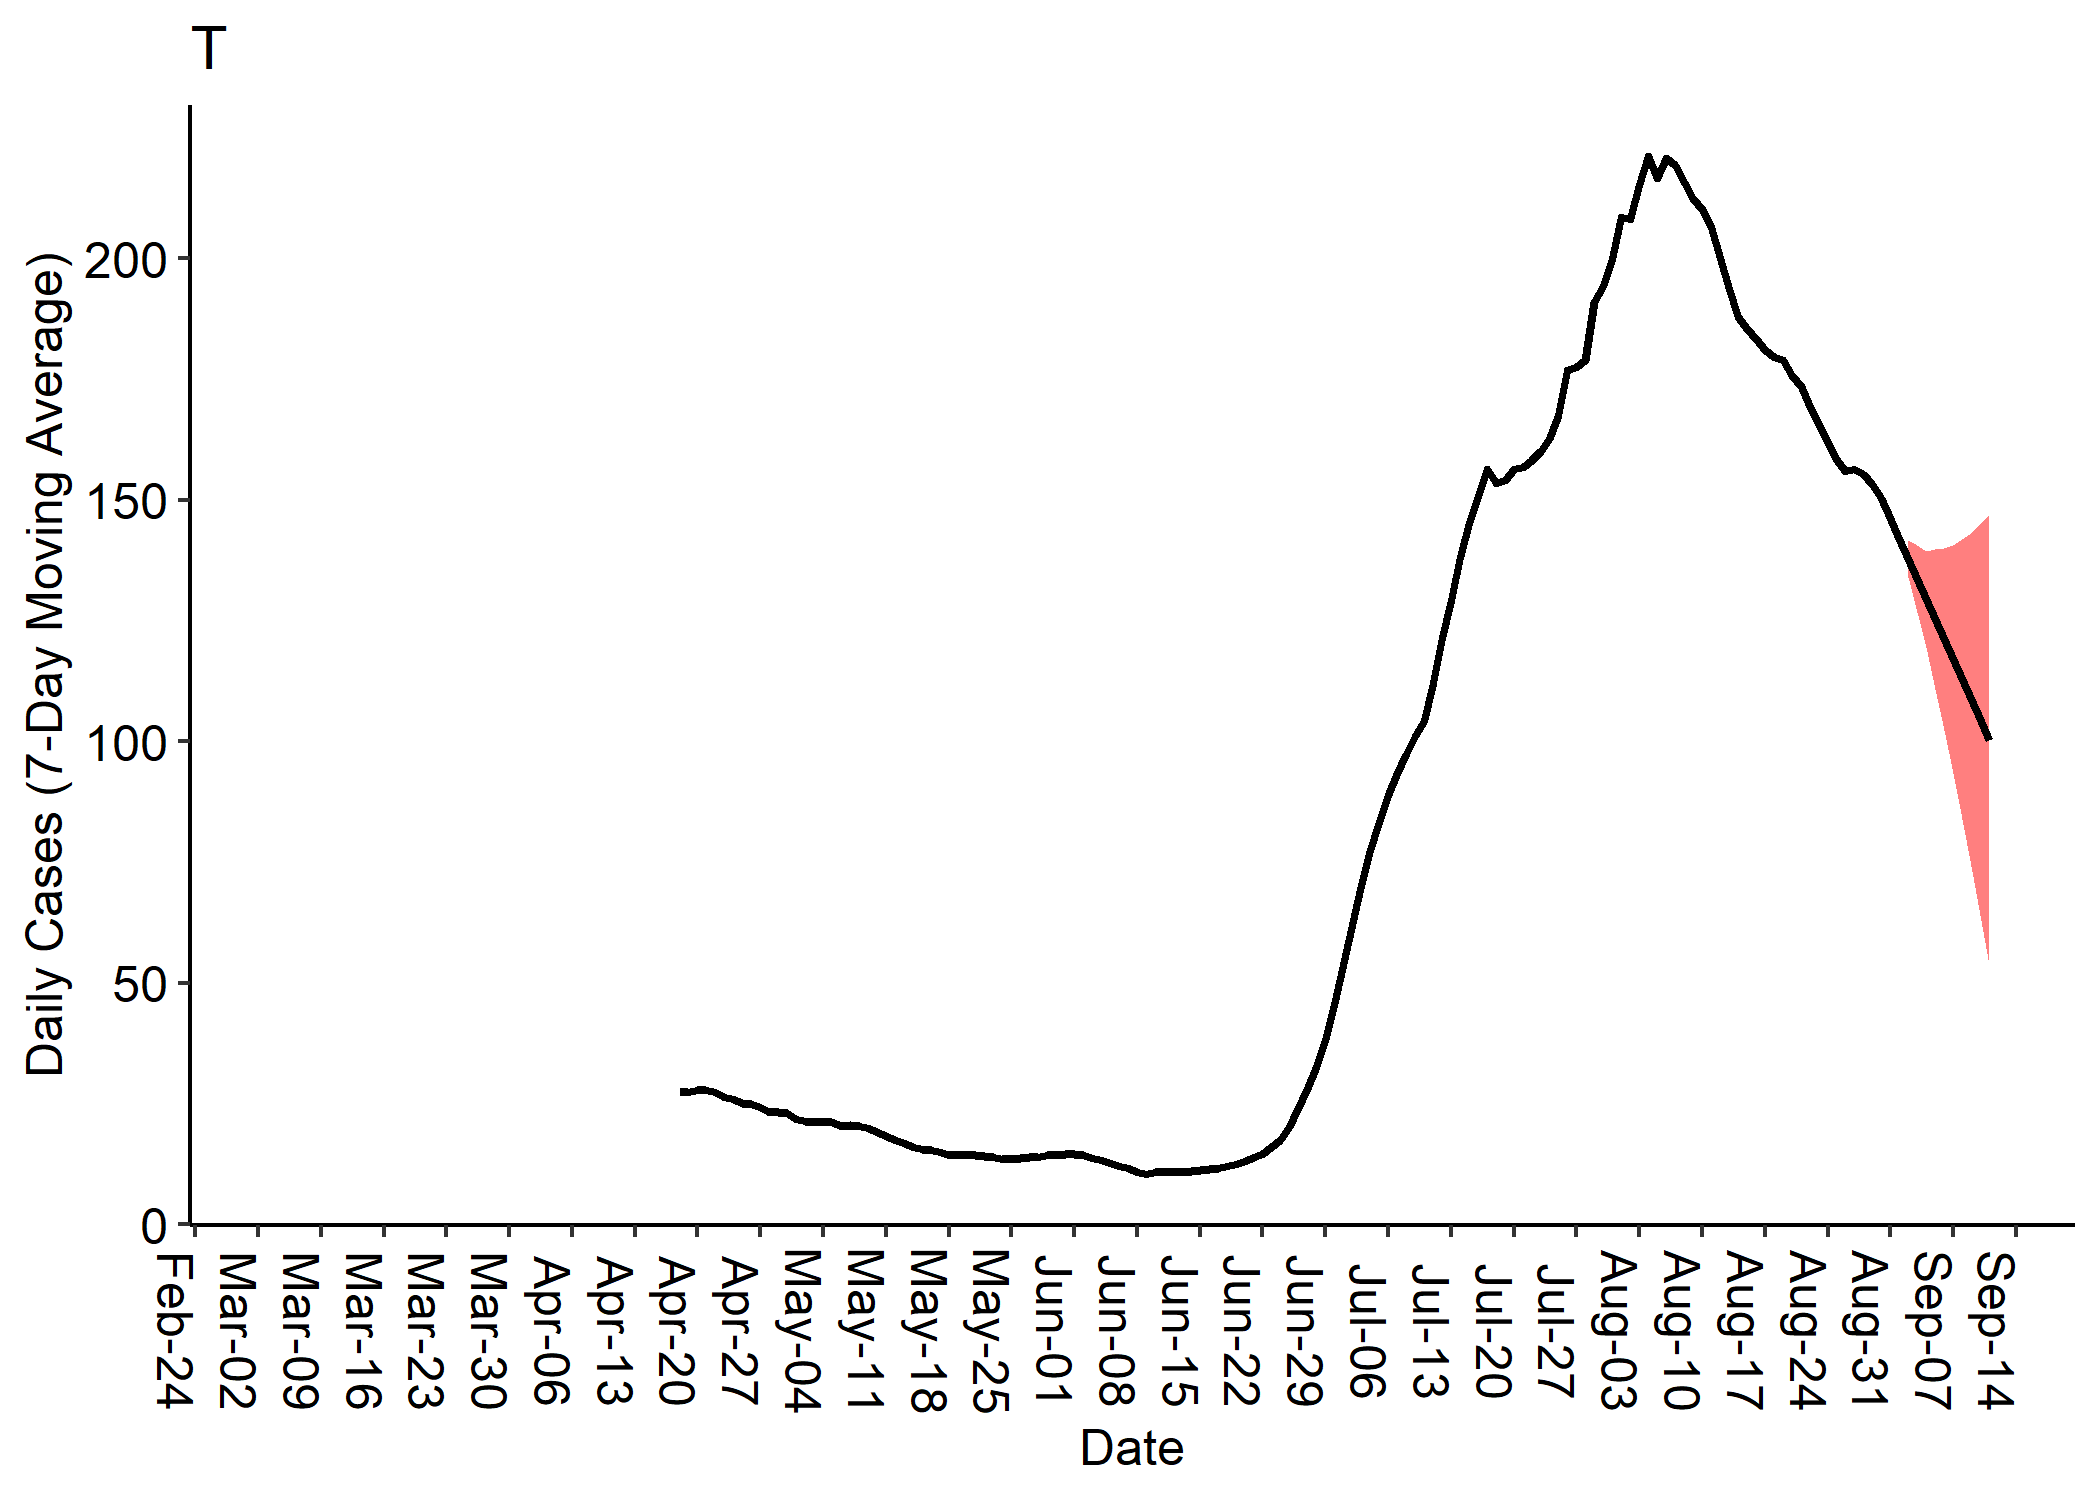 T
Daily Cases (7-Day Moving Average)
200
150
100
50
0
Feb-24
Mar-02
Mar-09
Mar-16
Mar-23
Mar-30
Apr-06
Apr-13
Apr-20
Apr-27
May-04
May-11
May-18
May-25
Jun-01
Jun-08
Jun-15
Jun-22
Jun-29
Jul-06
Jul-13
Jul-20
Jul-27
Aug-03
Aug-10
Aug-17
Aug-24
Aug-31
Sep-07
Sep-14
Date